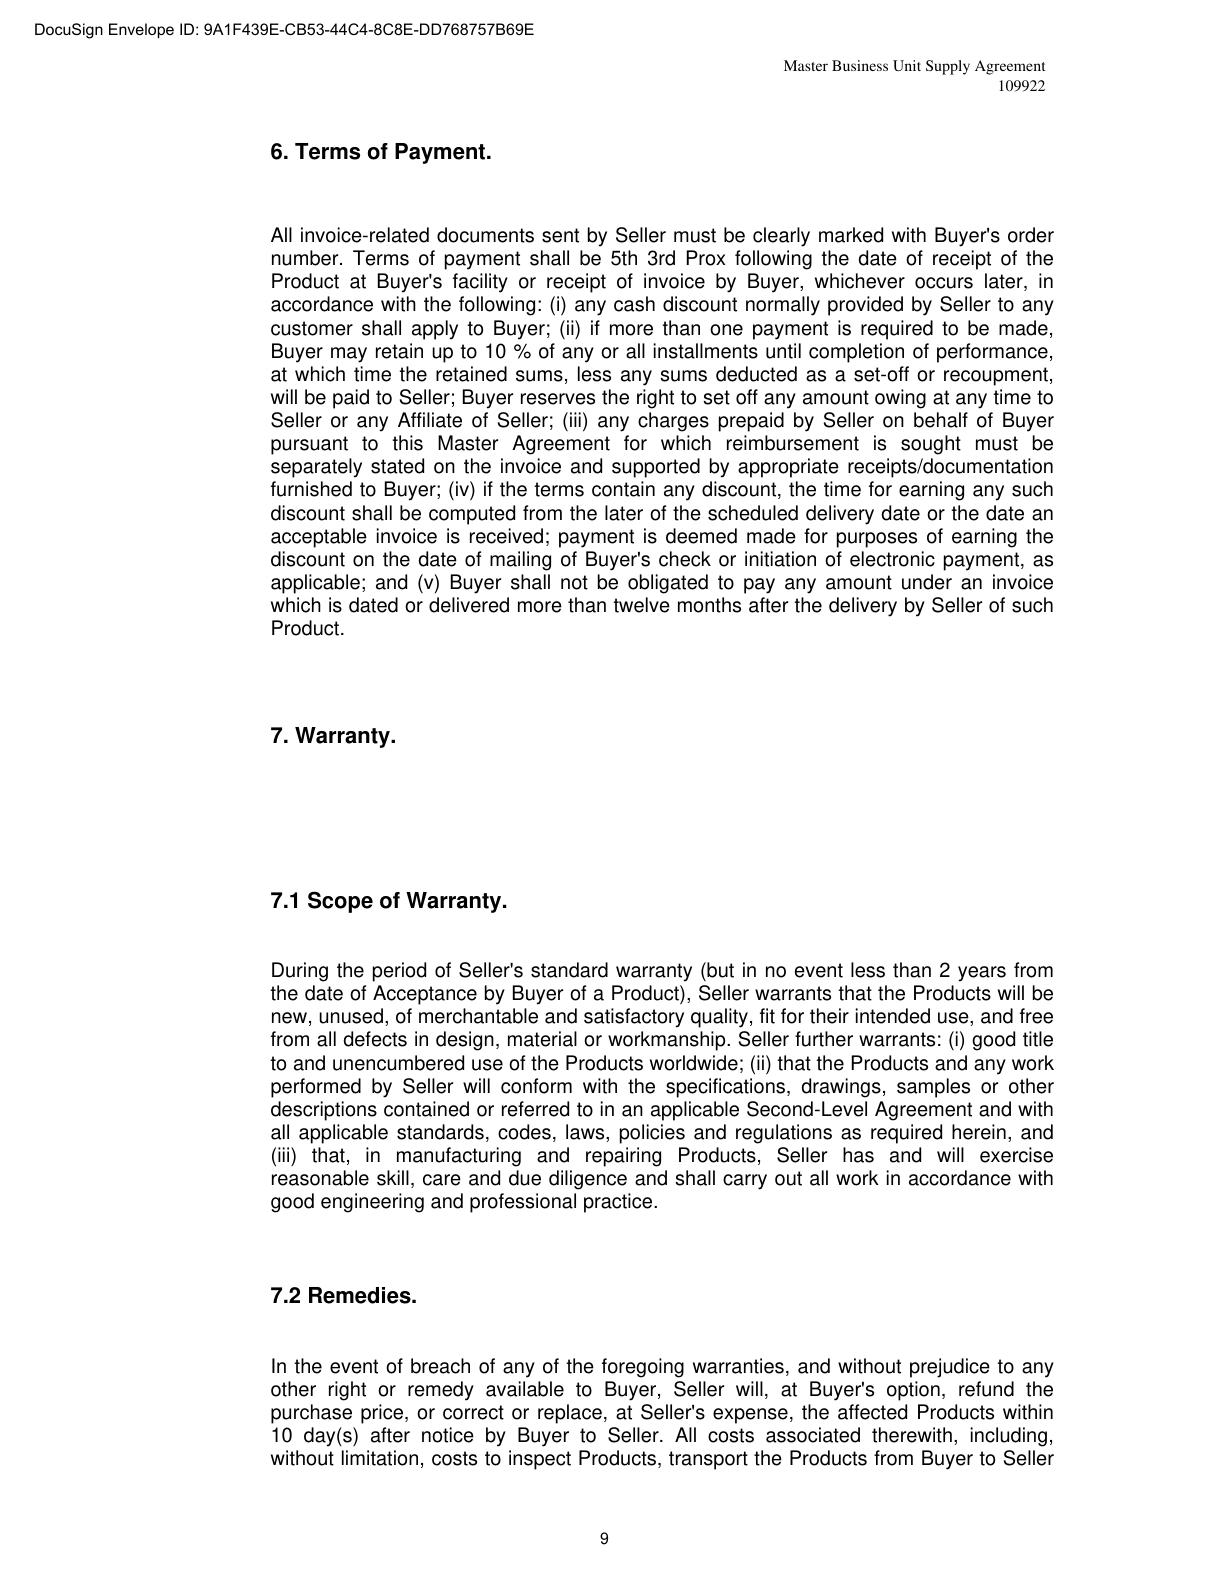 DocuSign Envelope ID: 9A1F439E-CB53-44C4-8C8E-DD768757B69E
Master Business Unit Supply Agreement
109922
6. Terms of Payment.
All invoice-related documents sent by Seller must be clearly marked with Buyer's order
number. Terms of payment shall be 5th 3rd Prox following the date of receipt of the
Product at Buyer's facility or receipt of invoice by Buyer, whichever occurs later, in
accordance with the following: (i) any cash discount normally provided by Seller to any
customer shall apply to Buyer; (ii) if more than one payment is required to be made,
Buyer may retain up to 10 % of any or all installments until completion of performance,
at which time the retained sums, less any sums deducted as a set-off or recoupment,
will be paid to Seller; Buyer reserves the right to set off any amount owing at any time to
Seller or any Affiliate of Seller; (iii) any charges prepaid by Seller on behalf of Buyer
pursuant to this Master Agreement for which reimbursement is sought must be
separately stated on the invoice and supported by appropriate receipts/documentation
furnished to Buyer; (iv) if the terms contain any discount, the time for earning any such
discount shall be computed from the later of the scheduled delivery date or the date an
acceptable invoice is received; payment is deemed made for purposes of earning the
discount on the date of mailing of Buyer's check or initiation of electronic payment, as
applicable; and (v) Buyer shall not be obligated to pay any amount under an invoice
which is dated or delivered more than twelve months after the delivery by Seller of such
Product.
7. Warranty.
7.1 Scope of Warranty.
During the period of Seller's standard warranty (but in no event less than 2 years from
the date of Acceptance by Buyer of a Product), Seller warrants that the Products will be
new, unused, of merchantable and satisfactory quality, fit for their intended use, and free
from all defects in design, material or workmanship. Seller further warrants: (i) good title
to and unencumbered use of the Products worldwide; (ii) that the Products and any work
performed by Seller will conform with the specifications, drawings, samples or other
descriptions contained or referred to in an applicable Second-Level Agreement and with
all applicable standards, codes, laws, policies and regulations as required herein, and
(iii) that, in manufacturing and repairing Products, Seller has and will exercise
reasonable skill, care and due diligence and shall carry out all work in accordance with
good engineering and professional practice.
7.2 Remedies.
In the event of breach of any of the foregoing warranties, and without prejudice to any
other right or remedy available to Buyer, Seller will, at Buyer's option, refund the
purchase price, or correct or replace, at Seller's expense, the affected Products within
10 day(s) after notice by Buyer to Seller. All costs associated therewith, including,
without limitation, costs to inspect Products, transport the Products from Buyer to Seller
9